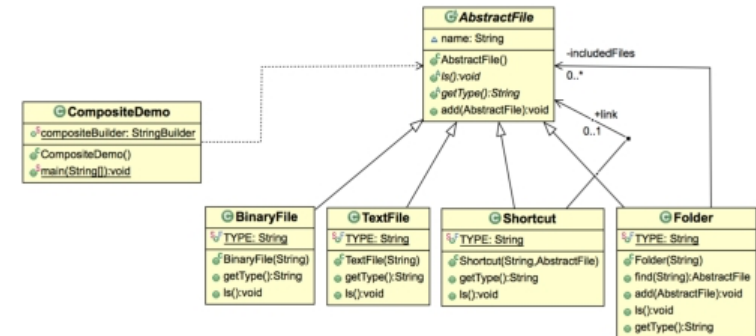 AbstractFile
name: String
AbstractFile()
ls():void
getType():String
add(AbstractFile):void
-includedFiles
0..*
+link
0..1
CompositeDemo
compositeBuilder: StringBuilder
CompositeDemo()
main(String[]):void
BinaryFile
TYPE: String
BinaryFile(String)
getType():String
ls():void
TextFile
TYPE: String
TextFile(String)
getType():String
ls():void
Shortcut
TYPE: String
Shortcut(String,AbstractFile)
getType():String
ls():void
Folder
TYPE: String
Folder(String)
find(String):AbstractFile
add(AbstractFile):void
ls():void
getType():String